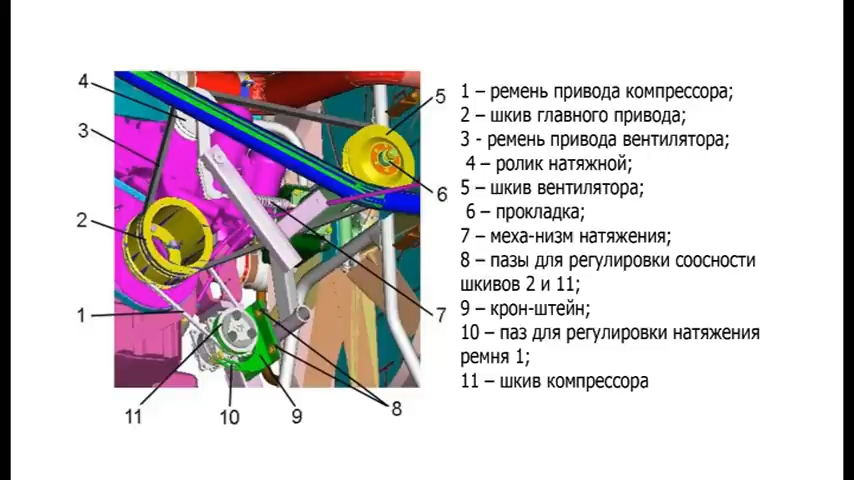 4
3
2
1
11
10
9
8
7
6
5
1 – ремень привода компрессора;
2 – шкив главного привода;
3 - ремень привода вентилятора;
4 – ролик натяжной;
5 – шкив вентилятора;
6 – прокладка;
7 – меха-низм натяжения;
8 – пазы для регулировки соосности
шкивов 2 и 11;
9 – крон-штейн;
10 – паз для регулировки натяжения
ремня 1;
11 – шкив компрессора